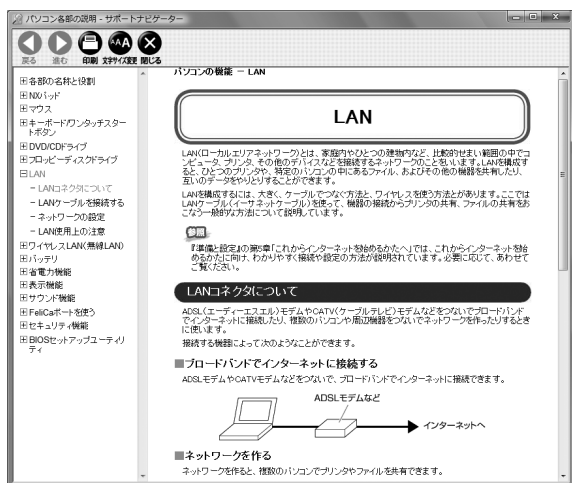 パソコン各部の説明 - サポートナビゲーター
戻る 進む 印刷 文字サイズ変更 閉じる
各部の名称と役割
NXパッド
マウス
キーボード/ワンタッチスター
トボタン
DVD/CDドライブ
フロッピーディスクドライブ
LAN
- LANコネクタについて
- LANケーブルを接続する
- ネットワークの設定
- LAN使用上の注意
ワイヤレスLAN(無線LAN)
バッテリ
省電力機能
表示機能
サウンド機能
FeliCaポートを使う
セキュリティ機能
BIOSセットアップユーティリ
ティ
パソコンの機能 - LAN
LAN
LAN(ローカルエリアネットワーク)とは、家庭内やひとつの建物内など、比較的せまい範囲の中でコ
ンピュータ、プリンタ、その他のデバイスなどを接続するネットワークのことをいいます。LANを構成す
ると、ひとつのプリンタや、特定のパソコンの中にあるファイル、およびその他の機器を共有したり、
互いのデータをやりとりすることができます。
LANを構成するには、大きく、ケーブルでつなぐ方法と、ワイヤレスを使う方法とがあります。ここでは
LANケーブル(イーサネットケーブル)を使って、機器の接続からプリンタの共有、ファイルの共有をお
こなう一般的な方法について説明しています。
参照
『準備と設定』の第5章「これからインターネットを始めるかたへ」では、これからインターネットを始
めるかたに向け、わかりやすく接続や設定の方法が説明されています。必要に応じて、あわせて
ご覧ください。
LANコネクタについて
ADSL(エーディーエスエル)モデムやCATV(ケーブルテレビ)モデムなどをつないでブロードバンド
でインターネットに接続したり、複数のパソコンや周辺機器をつないでネットワークを作ったりするとき
に使います。
接続する機器によって次のようなことができます。
■ブロードバンドでインターネットに接続する
ADSLモデムやCATVモデムなどをつないで、ブロードバンドでインターネットに接続できます。
ADSLモデムなど
インターネットへ
■ネットワークを作る
ネットワークを作ると、複数のパソコンでプリンタやファイルを共有できます。